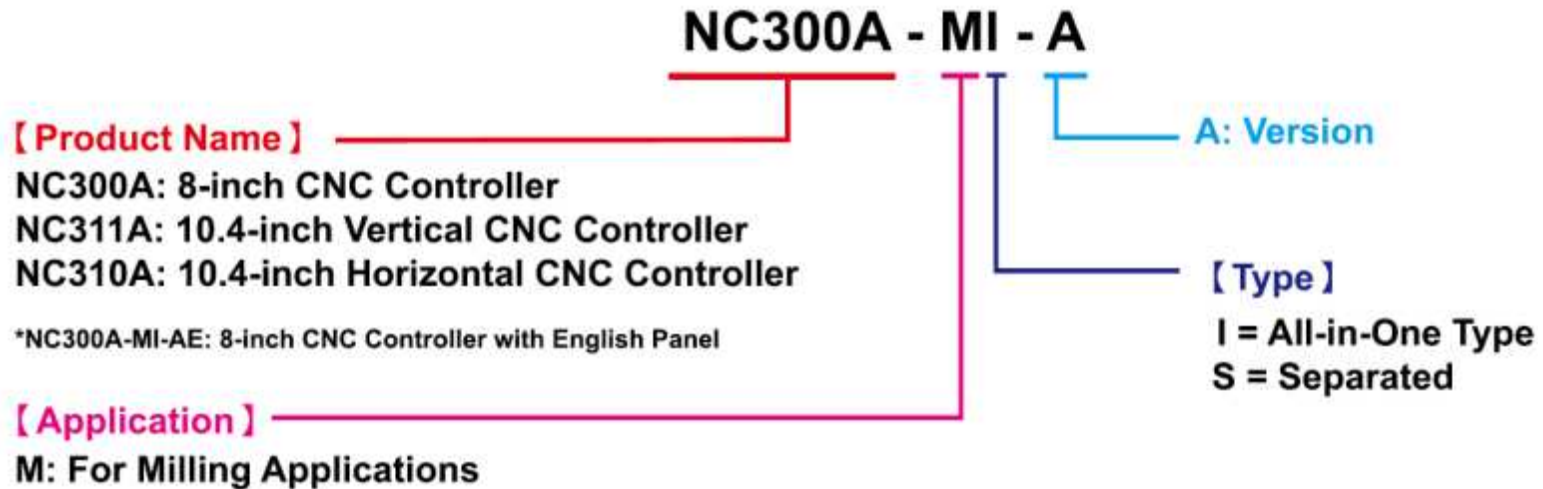 NC300A - MI - A
【Product Name】
NC300A: 8-inch CNC Controller
NC311A: 10.4-inch Vertical CNC Controller
NC310A: 10.4-inch Horizontal CNC Controller
*NC300A-MI-AE: 8-inch CNC Controller with English Panel
【Application】
M: For Milling Applications
A: Version
【Type】
I = All-in-One Type
S = Separated